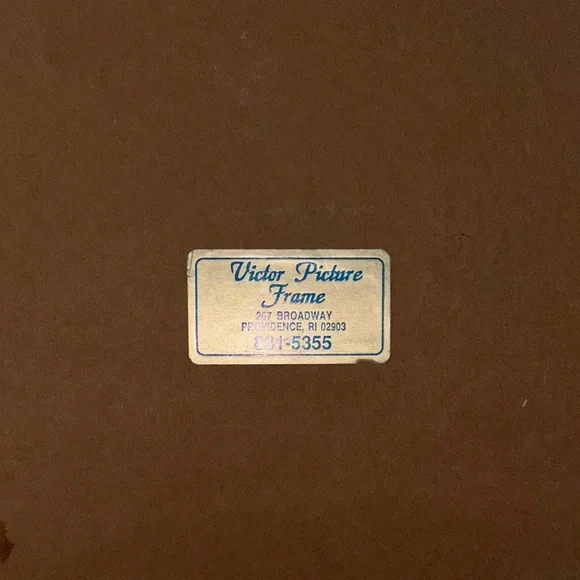 Victor Picture
Frame
267 BROADWAY
PROVIDENCE, RI 02903
831-5355